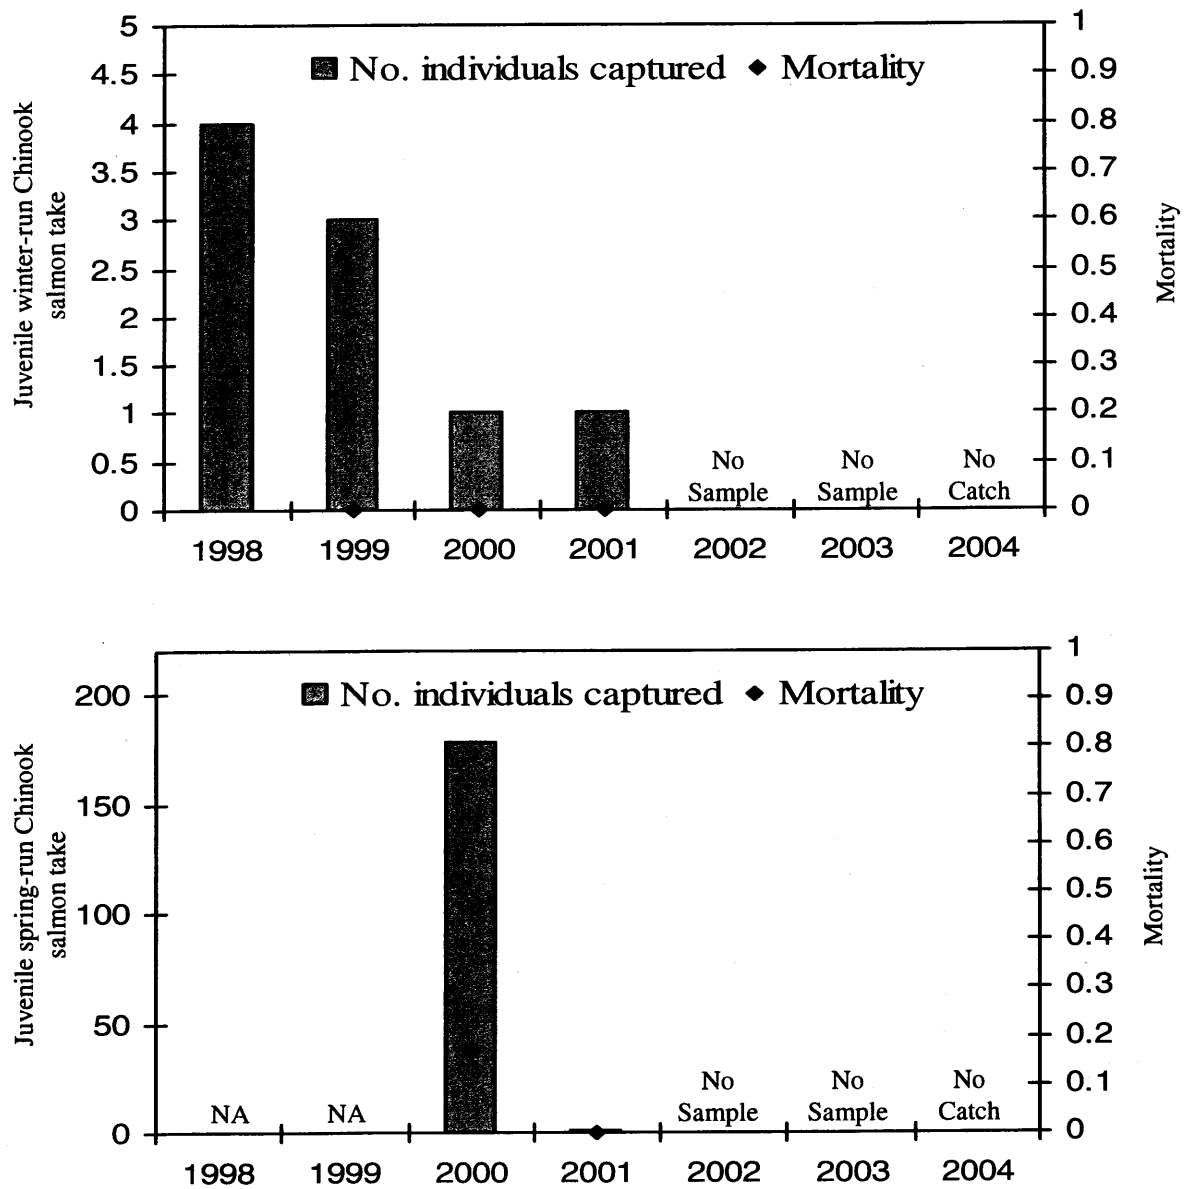 No. individuals captured Mortality
Juvenile winter-run Chinook
salmon take
5
4.5
4
3.5
3
2.5
2
1.5
1
0.5
0
1
0.9
0.8
0.7
0.6
0.5
0.4
0.3
0.2
0.1
0
Mortality
No
Sample
No
Sample
No
Catch
1998 1999 2000 2001 2002 2003 2004
No. individuals captured Mortality
Juvenile spring-run Chinook
salmon take
200
150
100
50
0
1
0.9
0.8
0.7
0.6
0.5
0.4
0.3
0.2
0.1
0
Mortality
NA
NA
No
Sample
No
Sample
No
Catch
1998 1999 2000 2001 2002 2003 2004